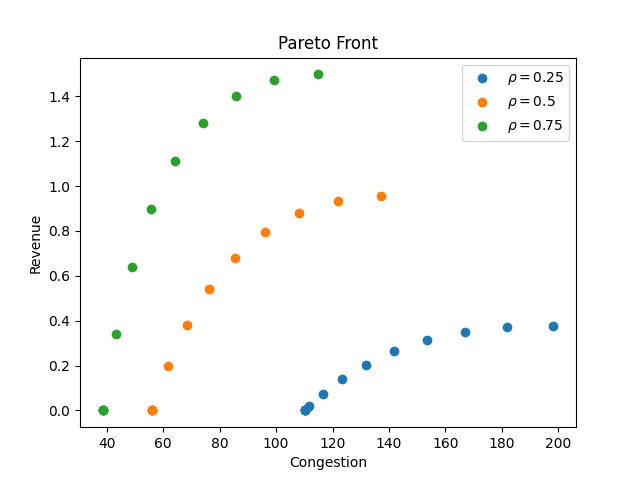 Pareto Front
ρ = 0.25
ρ = 0.5
ρ = 0.75
Revenue
1.4
1.2
1.0
0.8
0.6
0.4
0.2
0.0
40 60 80 100 120 140 160 180 200
Congestion